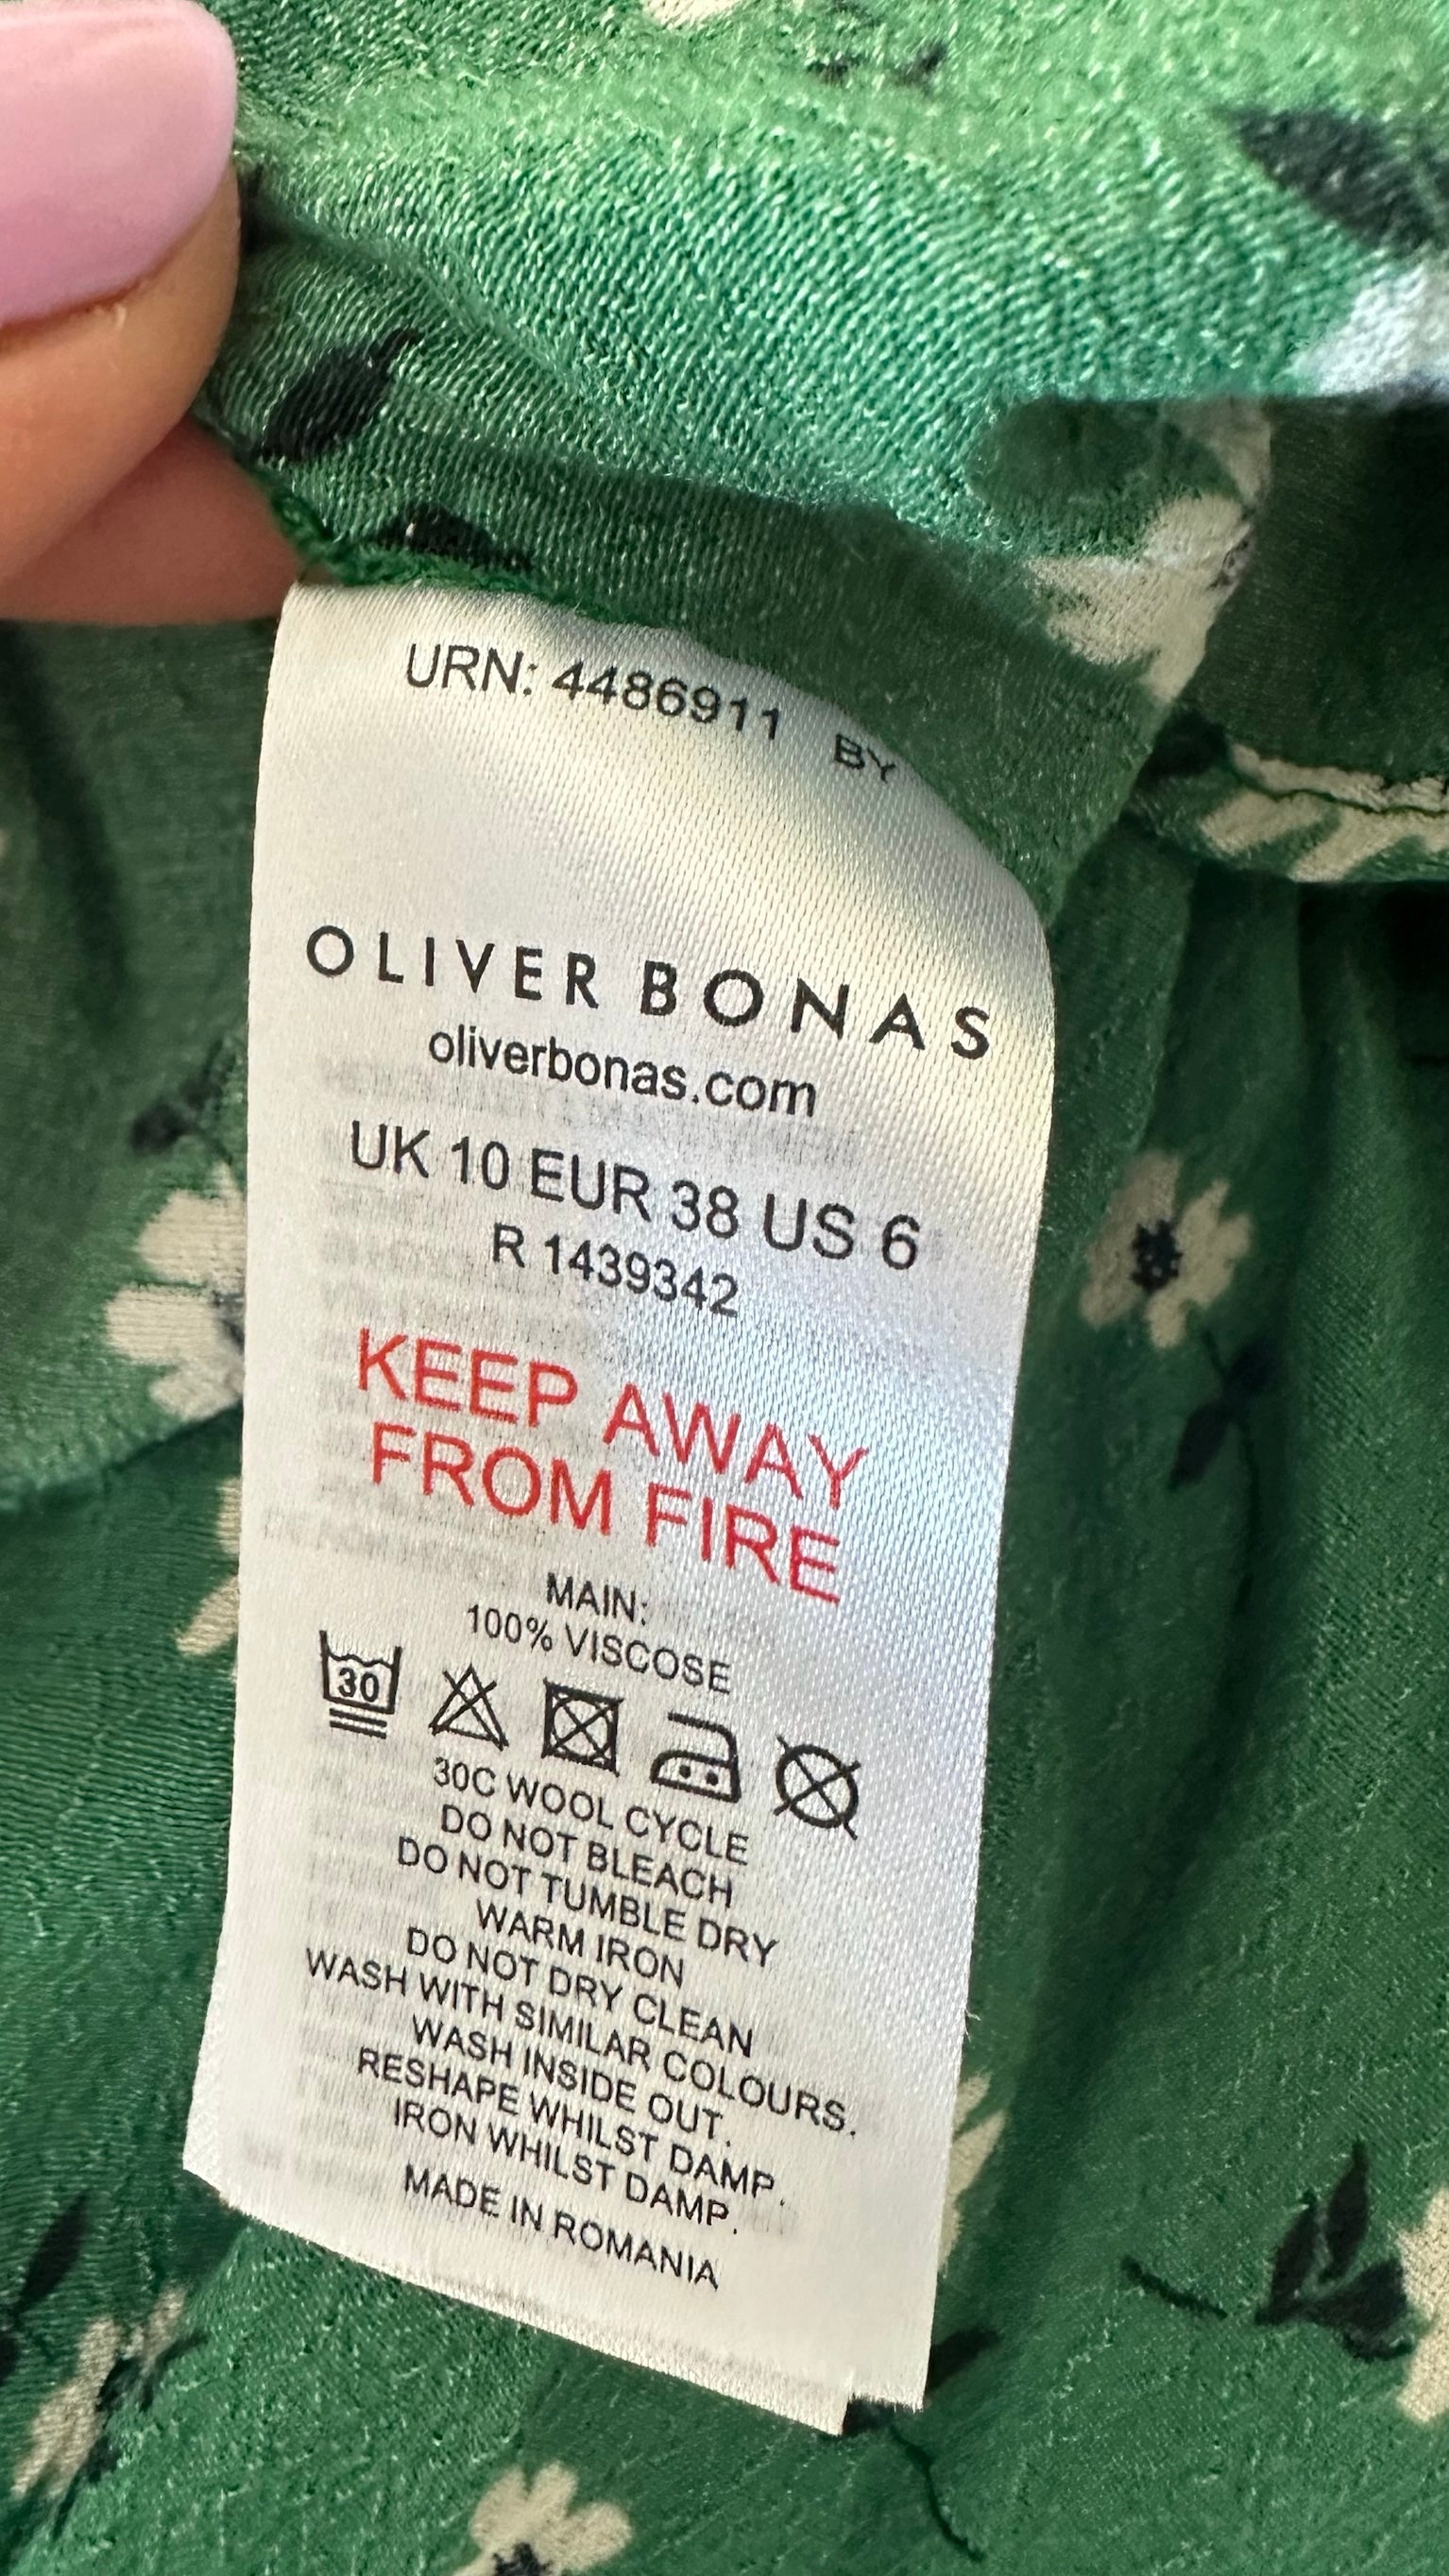 URN: 4486911 BY
OLIVER BONAS
oliverbonas.com
UK 10 EUR 38 US 6
R 1439342
KEEP AWAY
FROM FIRE
MAIN:
100% VISCOSE
30
30C WOOL CYCLE
DO NOT BLEACH
DO NOT TUMBLE DRY
WARM IRON
DO NOT DRY CLEAN
WASH WITH SIMILAR COLOURS.
WASH INSIDE OUT.
RESHAPE WHILST DAMP.
IRON WHILST DAMP.
MADE IN ROMANIA